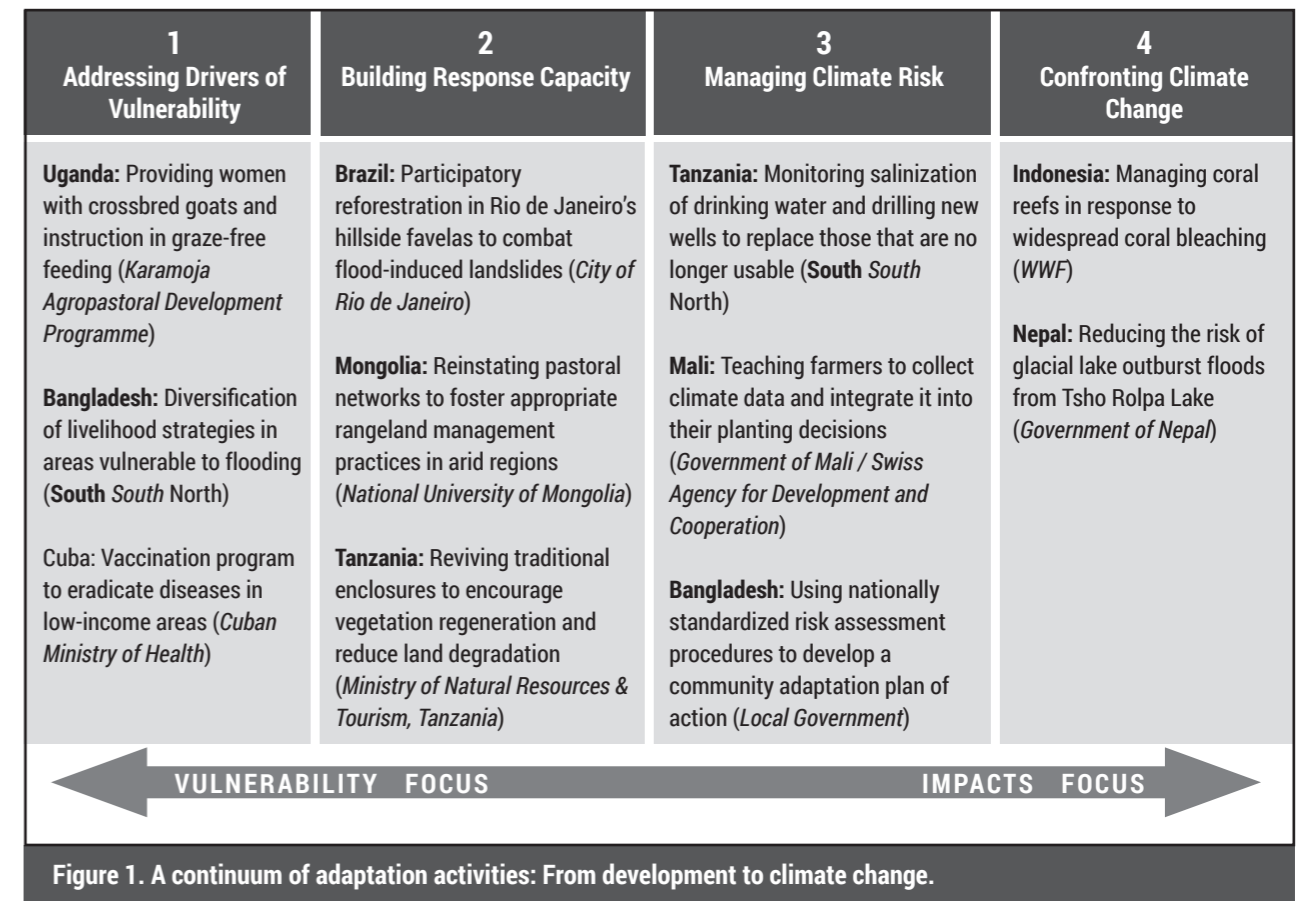 1
Addressing Drivers of
Vulnerability
2
Building Response Capacity
3
Managing Climate Risk
4
Confronting Climate
Change
Uganda: Providing women
with crossbred goats and
instruction in graze-free
feeding (Karamoja
Agropastoral Development
Programme)
Bangladesh: Diversification
of livelihood strategies in
areas vulnerable to flooding
(South South North)
Cuba: Vaccination program
to eradicate diseases in
low-income areas (Cuban
Ministry of Health)
Brazil: Participatory
reforestration in Rio de Janeiro's
hillside favelas to combat
flood-induced landslides (City of
Rio de Janeiro)
Mongolia: Reinstating pastoral
networks to foster appropriate
rangeland management
practices in arid regions
(National University of Mongolia)
Tanzania: Reviving traditional
enclosures to encourage
vegetation regeneration and
reduce land degradation
(Ministry of Natural Resources &
Tourism, Tanzania)
Tanzania: Monitoring salinization
of drinking water and drilling new
wells to replace those that are no
longer usable (South South
North)
Mali: Teaching farmers to collect
climate data and integrate it into
their planting decisions
(Government of Mali / Swiss
Agency for Development and
Cooperation)
Bangladesh: Using nationally
standardized risk assessment
procedures to develop a
community adaptation plan of
action (Local Government)
Indonesia: Managing coral
reefs in response to
widespread coral bleaching
(WWF)
Nepal: Reducing the risk of
glacial lake outburst floods
from Tsho Rolpa Lake
(Government of Nepal)
VULNERABILITY FOCUS
IMPACTS FOCUS
Figure 1. A continuum of adaptation activities: From development to climate change.